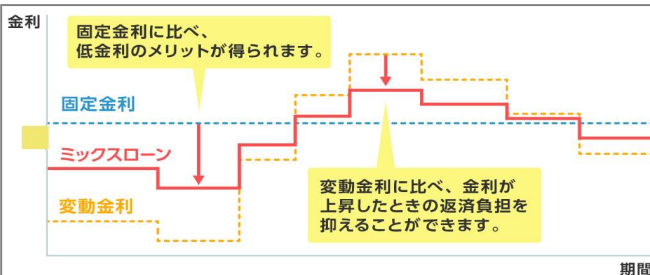 金利
固定金利に比べ、
低金利のメリットが得られます。
固定金利
ミックスローン
変動金利
変動金利に比べ、金利が
上昇したときの返済負担を
抑えることができます。
期間